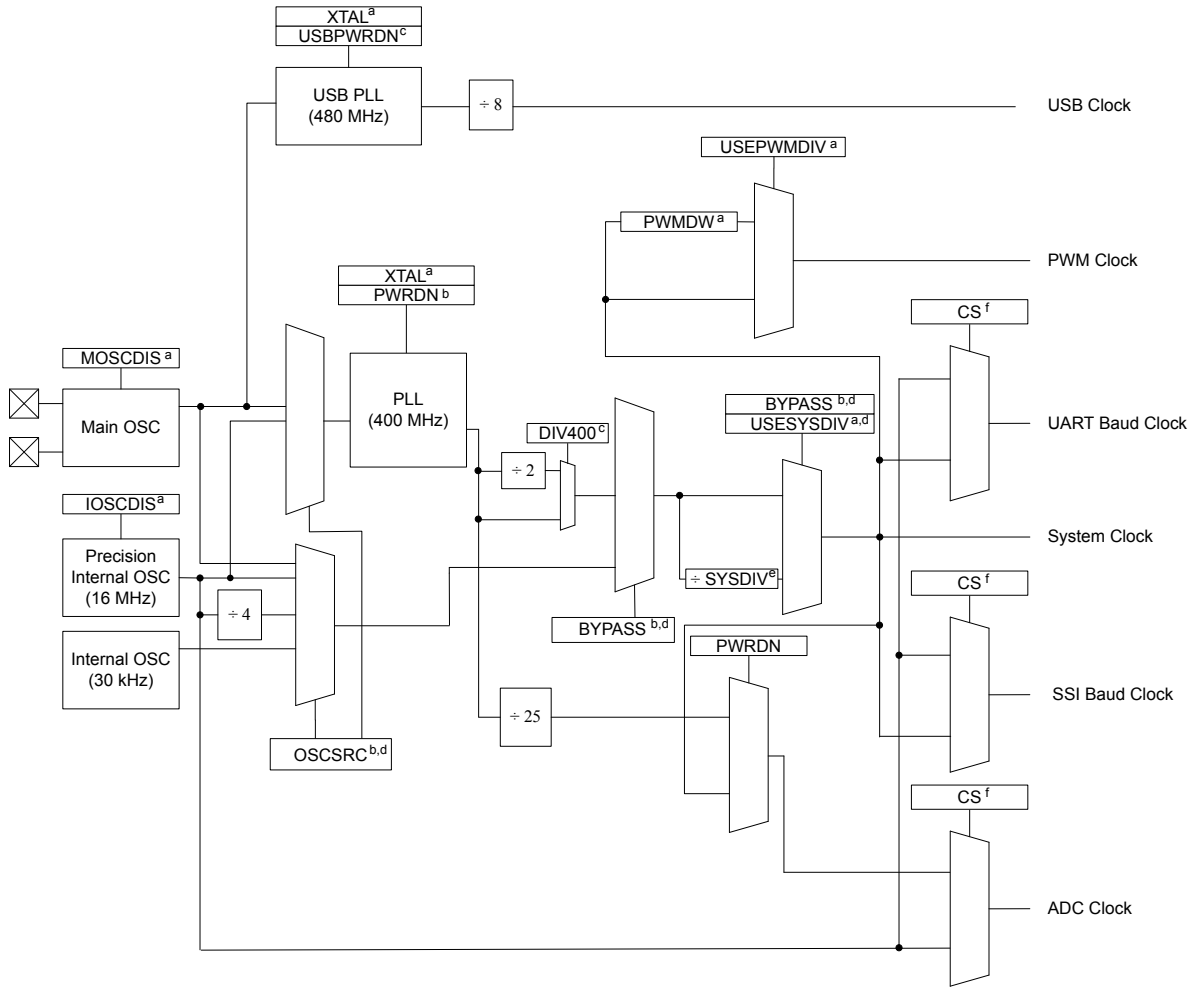 XTALᵃ
USBPWRDNᶜ
USB PLL
(480 MHz)
÷ 8
USB Clock
USEPWMDIV ᵃ
PWMDW ᵃ
PWM Clock
XTALᵃ
PWRDN ᵇ
CS ᶠ
MOSCDIS ᵃ
Main OSC
PLL
(400 MHz)
BYPASS ᵇ,ᵈ
USESYSDIV ᵃ,ᵈ
UART Baud Clock
DIV400 ᶜ
÷ 2
IOSCDISᵃ
Precision
Internal OSC
(16 MHz)
System Clock
÷ SYSDIVᵉ
CS ᶠ
÷ 4
BYPASS ᵇ,ᵈ
Internal OSC
(30 kHz)
PWRDN
SSI Baud Clock
÷ 25
OSCSRC ᵇ,ᵈ
CS ᶠ
ADC Clock